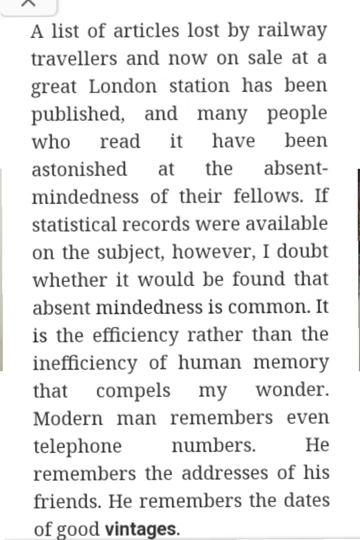 A list of articles lost by railway
travellers and now on sale at a
great London station has been
published, and many people
who read it have been
astonished at the absent-
mindedness of their fellows. If
statistical records were available
on the subject, however, I doubt
whether it would be found that
absent mindedness is common. It
is the efficiency rather than the
inefficiency of human memory
that compels my wonder.
Modern man remembers even
telephone numbers. He
remembers the addresses of his
friends. He remembers the dates
of good vintages.